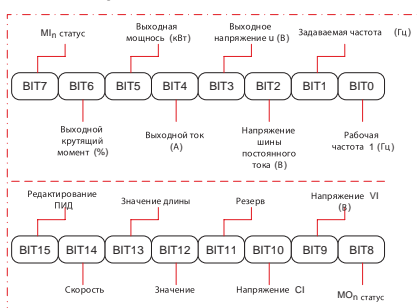 MIn статус
Выходная
мощнось (кВт)
Выходное
напряжение u (В)
Задаваемая частота (Гц)
BIT7 BIT6 BIT5 BIT4 BIT3 BIT2 BIT1 BIT0
Выходной
крутящий
момент (%)
Выходной ток
(А)
Напряжение
шины
постоянного
тока (В)
Рабочая
частота 1 (Гц)
Редактирование
ПИД
Значение длины
Резерв
Напряжение VI
(В)
BIT15 BIT14 BIT13 BIT12 BIT11 BIT10 BIT9 BIT8
Скорость
Значение
Напряжение CI
MOn статус